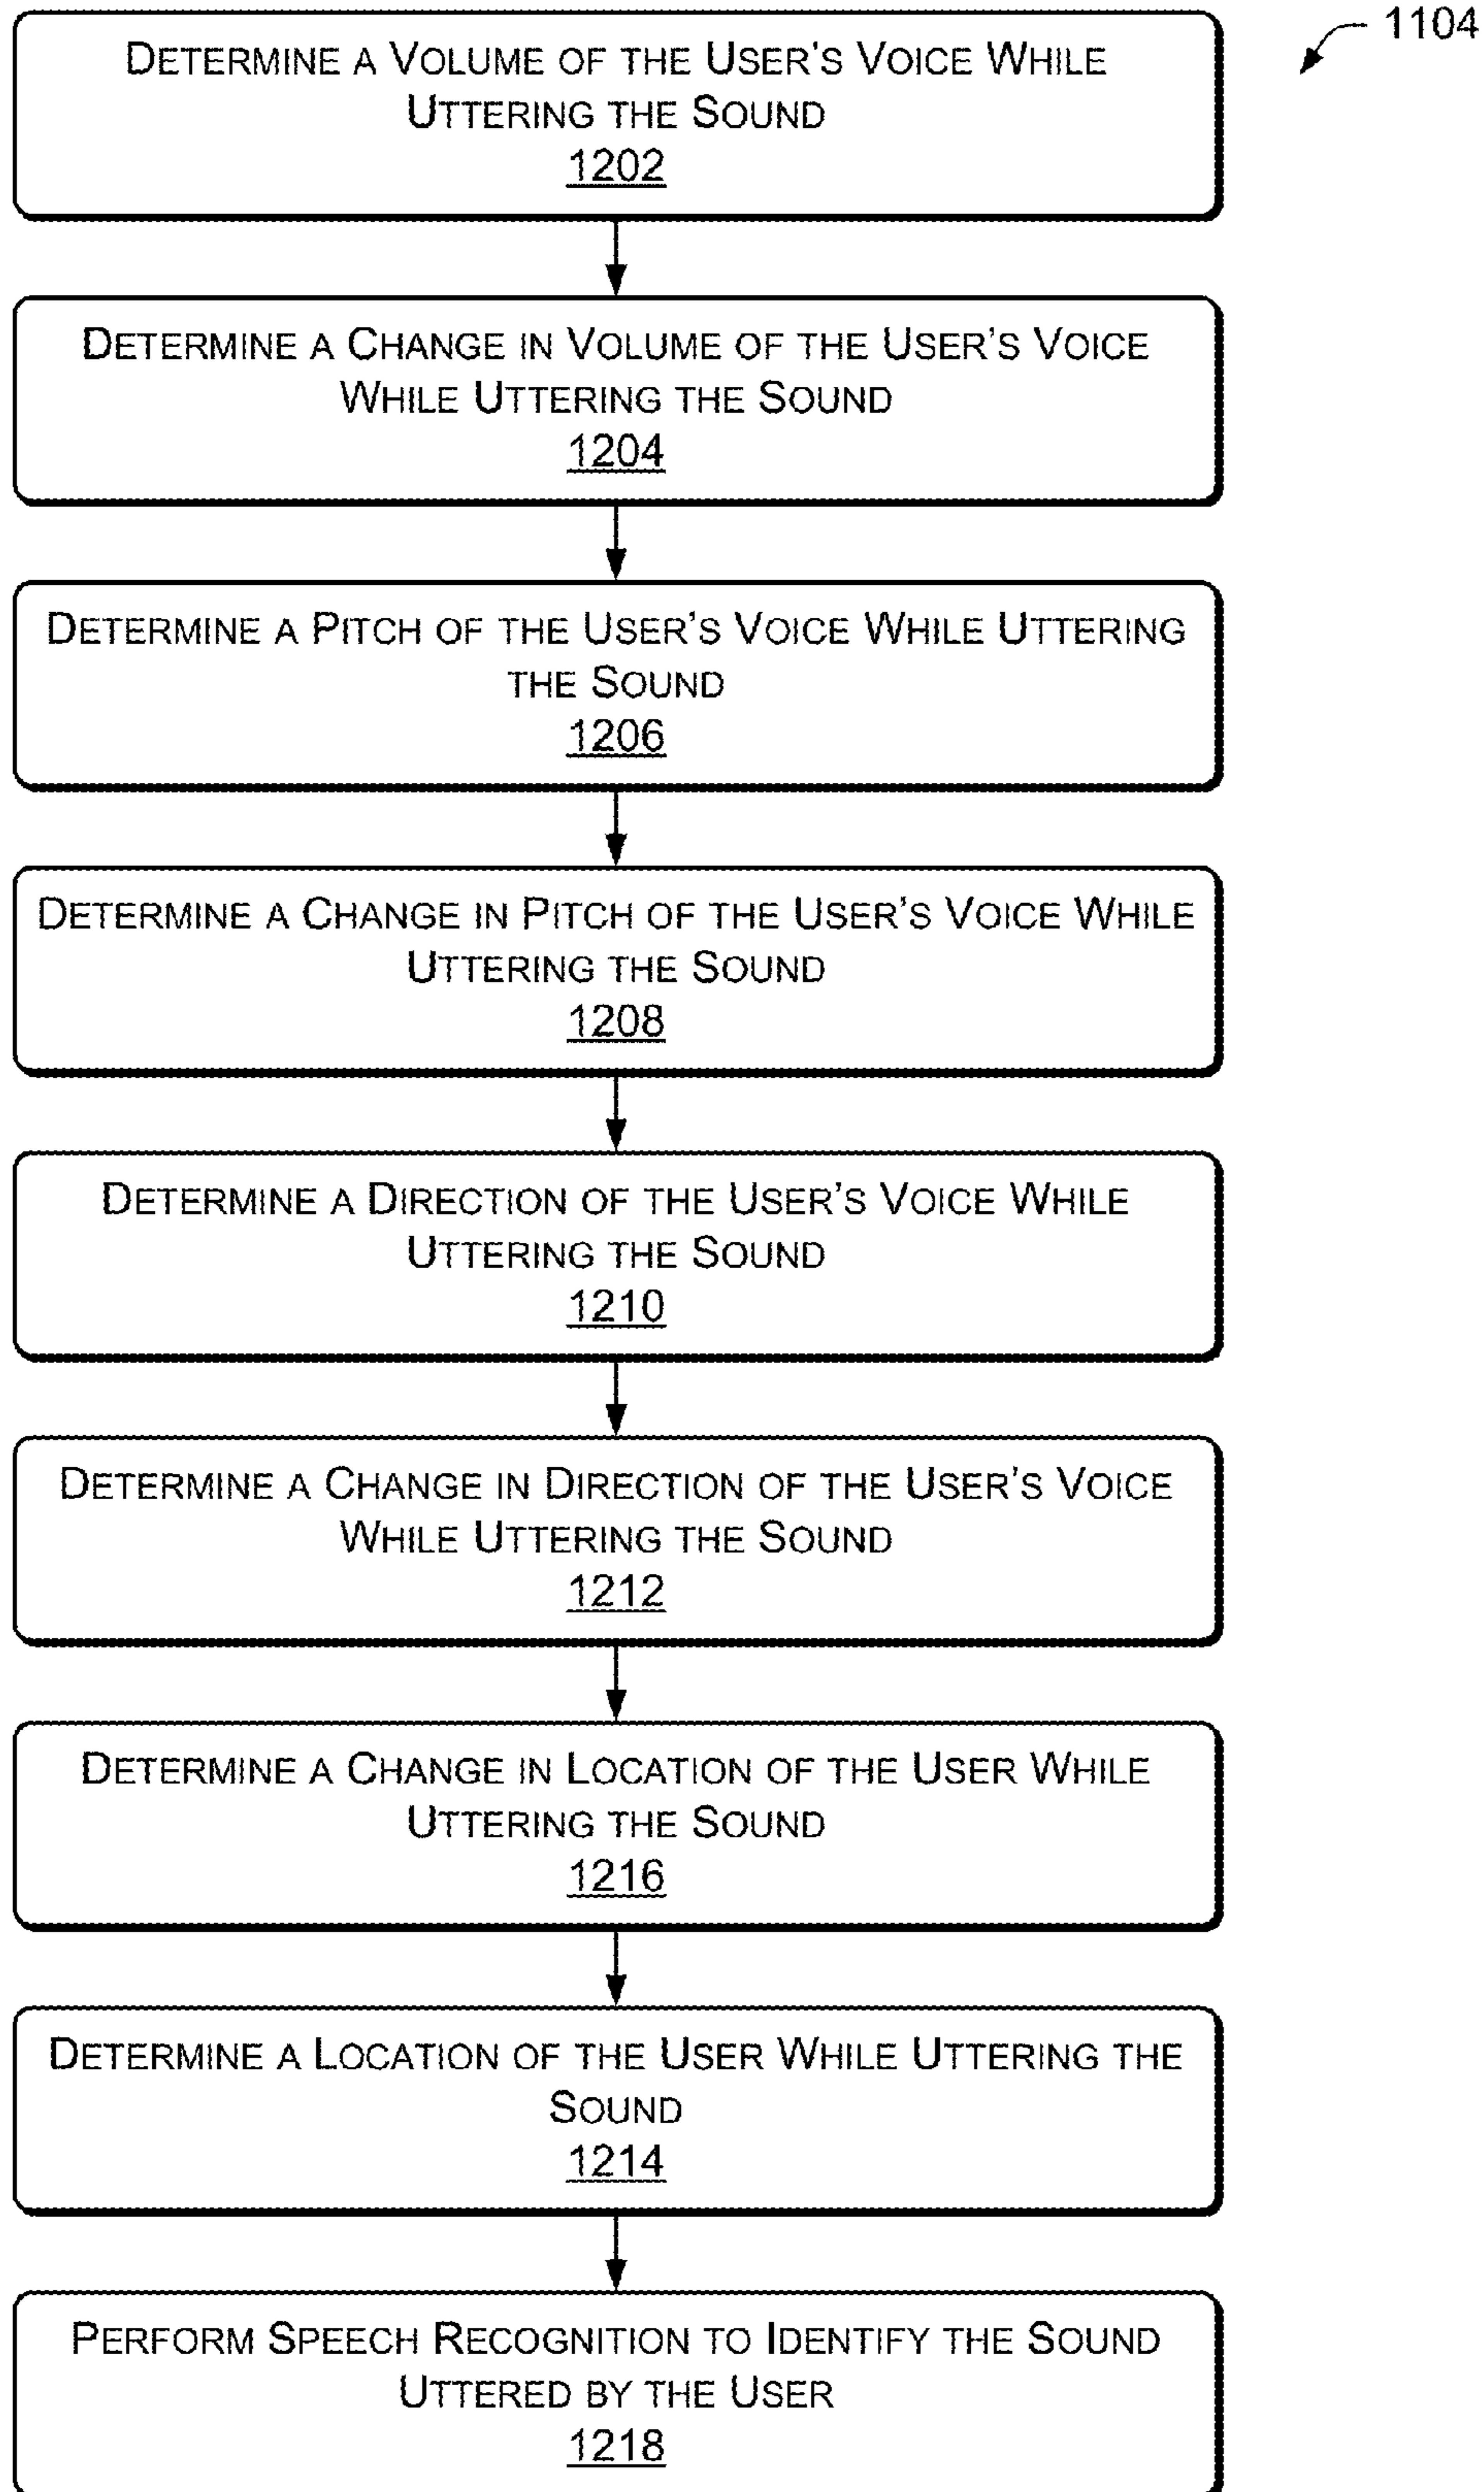 1104
DETERMINE A VOLUME OF THE USER'S VOICE WHILE
UTTERING THE SOUND
1202
DETERMINE A CHANGE IN VOLUME OF THE USER'S VOICE
WHILE UTTERING THE SOUND
1204
DETERMINE A PITCH OF THE USER'S VOICE WHILE UTTERING
THE SOUND
1206
DETERMINE A CHANGE IN PITCH OF THE USER'S VOICE WHILE
UTTERING THE SOUND
1208
DETERMINE A DIRECTION OF THE USER'S VOICE WHILE
UTTERING THE SOUND
1210
DETERMINE A CHANGE IN DIRECTION OF THE USER'S VOICE
WHILE UTTERING THE SOUND
1212
DETERMINE A CHANGE IN LOCATION OF THE USER WHILE
UTTERING THE SOUND
1216
DETERMINE A LOCATION OF THE USER WHILE UTTERING THE
SOUND
1214
PERFORM SPEECH RECOGNITION TO IDENTIFY THE SOUND
UTTERED BY THE USER
1218